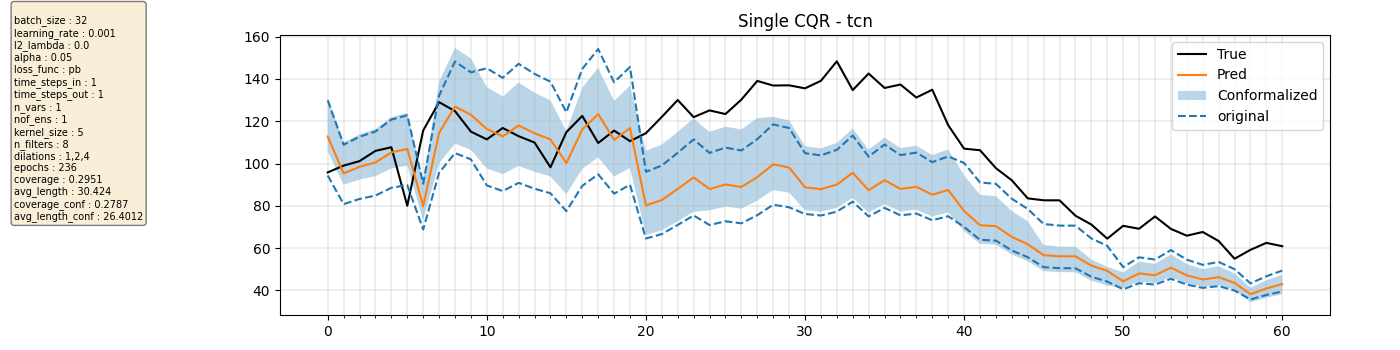 batch_size : 32
learning_rate : 0.001
l2_lambda : 0.0
alpha : 0.05
loss_func : pb
time_steps_in : 1
time_steps_out : 1
n_vars : 1
nof_ens : 1
kernel_size : 5
n_filters : 8
dilations : 1,2,4
epochs : 236
coverage : 0.2951
avg_length : 30.424
coverage_conf : 0.2787
avg_length_conf : 26.4012
Single CQR - tcn
160
140
120
100
80
60
40
0 10 20 30 40 50 60
True
Pred
Conformalized
original